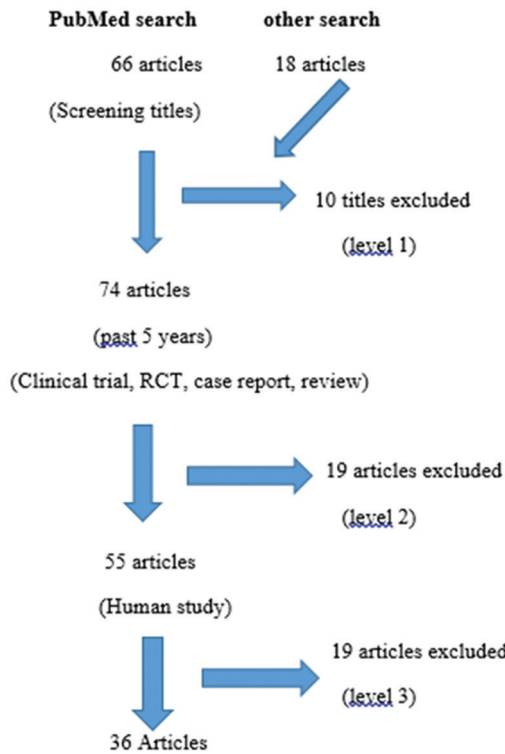 PubMed search other search
66 articles 18 articles
(Screening titles)
10 titles excluded
(level 1)
74 articles
(past 5 years)
(Clinical trial, RCT, case report, review)
19 articles excluded
(level 2)
55 articles
(Human study)
19 articles excluded
(level 3)
36 Articles